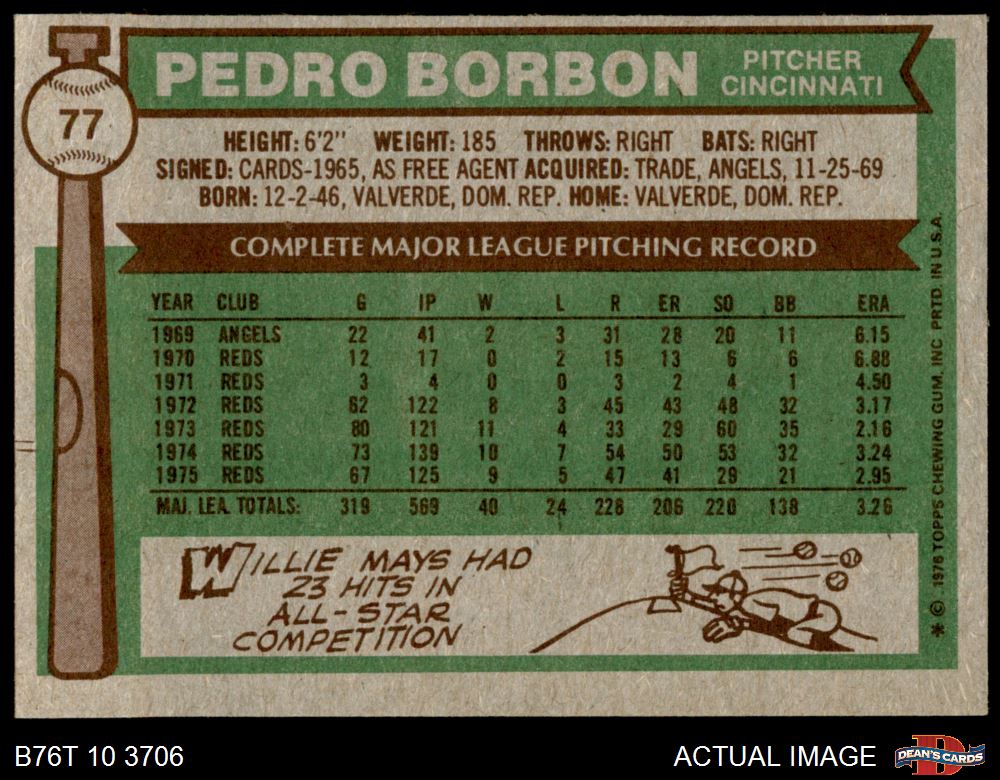 PEDRO BORBON
PITCHER
CINCINNATI
77
HEIGHT: 6'2" WEIGHT: 185 THROWS: RIGHT BATS: RIGHT
SIGNED: CARDS-1965, AS FREE AGENT ACQUIRED: TRADE, ANGELS, 11-25-69
BORN: 12-2-46, VALVERDE, DOM. REP. HOME: VALVERDE, DOM. REP.
COMPLETE MAJOR LEAGUE PITCHING RECORD
YEAR CLUB G IP W L R ER SO BB ERA
1969 ANGELS 22 41 2 3 31 28 20 11 6.15
1970 REDS 12 17 0 2 15 13 6 6 6.88
1971 REDS 3 4 0 0 3 2 4 1 4.50
1972 REDS 62 122 8 3 45 43 48 32 3.17
1973 REDS 80 121 11 4 33 29 60 35 2.16
1974 REDS 73 139 10 7 54 50 53 32 3.24
1975 REDS 67 125 9 5 47 41 29 21 2.95
MAJ. LEA. TOTALS: 319 569 40 24 228 206 220 138 3.26
WILLIE MAYS HAD
23 HITS IN
ALL-STAR
COMPETITION
* © 1976 TOPPS CHEWING GUM, INC PRTD. IN U.S.A.
B76T 10 3706
ACTUAL IMAGE
D
DEAN'S CARDS